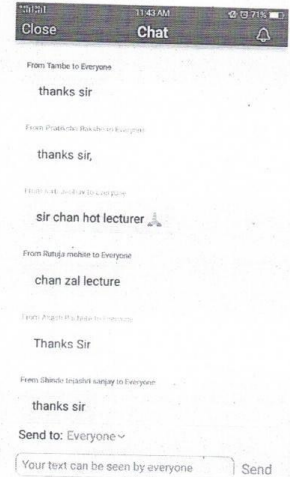 11:43 AM 71%
Close Chat
From Tambe to Everyone
thanks sir
to Everyone
thanks sir,
sir chan hot lecturer 🙏
From Rutuja mohite to Everyone
chan zal lecture
Thanks Sir
From Shinde tejashri sanjay to Everyone
thanks sir
Send to: Everyone
Your text can be seen by everyone Send